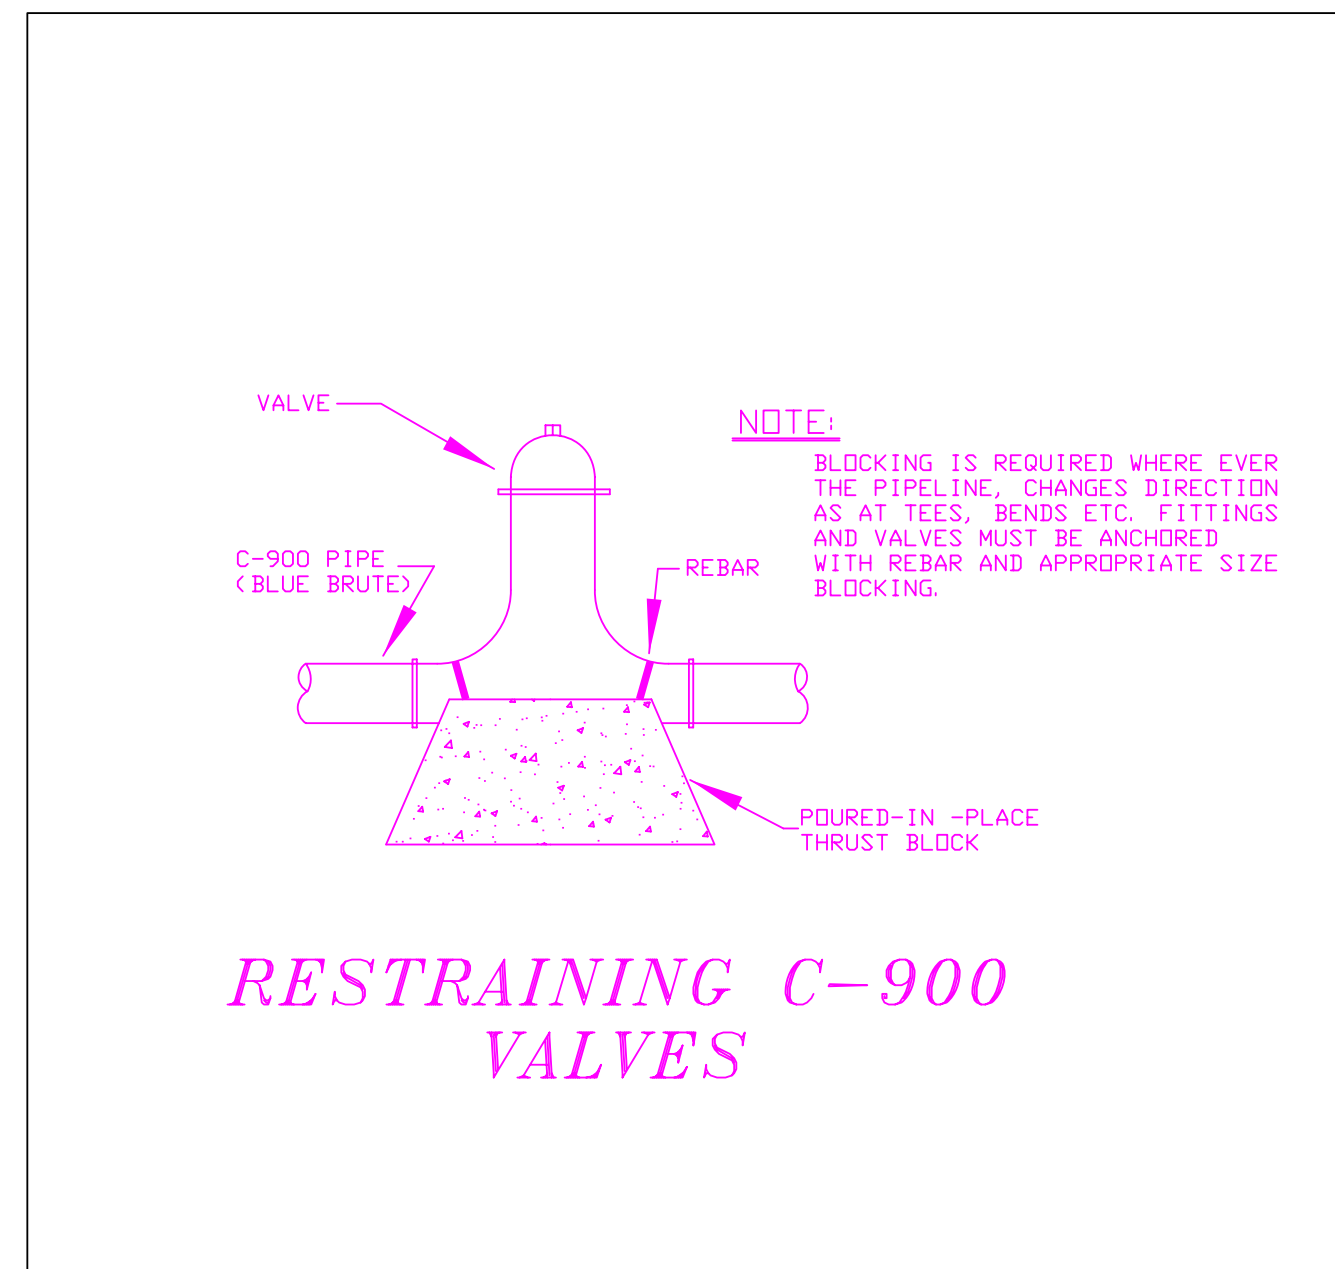 VALVE
NOTE:
BLOCKING IS REQUIRED WHERE EVER
THE PIPELINE, CHANGES DIRECTION
AS AT TEES, BENDS ETC. FITTINGS
AND VALVES MUST BE ANCHORED
WITH REBAR AND APPROPRIATE SIZE
BLOCKING.
C-900 PIPE
(BLUE BRUTE)
REBAR
POURED-IN -PLACE
THRUST BLOCK
RESTRAINING C-900
VALVES